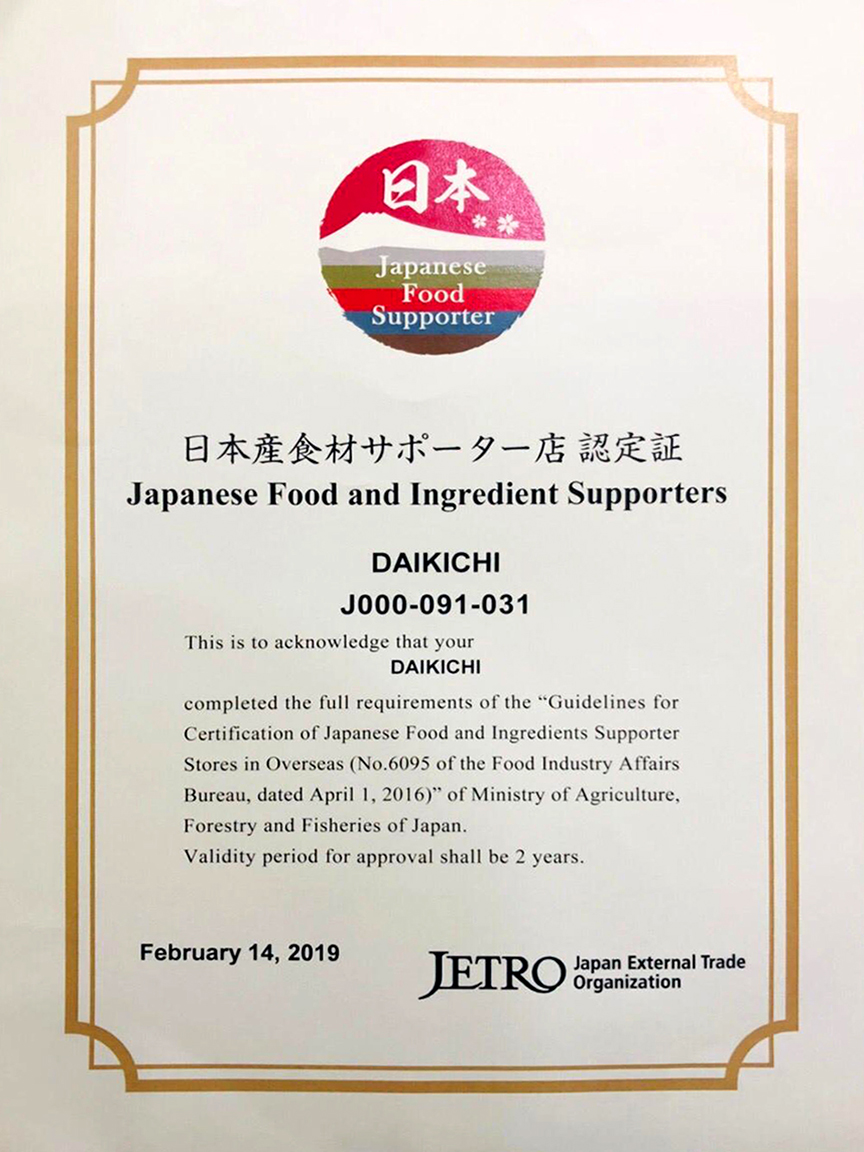 日本
Japanese
Food
Supporter
日本産食材サポーター店 認定証
Japanese Food and Ingredient Supporters
DAIKICHI
J000-091-031
This is to acknowledge that your
DAIKICHI
completed the full requirements of the “Guidelines for
Certification of Japanese Food and Ingredients Supporter
Stores in Overseas (No.6095 of the Food Industry Affairs
Bureau, dated April 1, 2016)” of Ministry of Agriculture,
Forestry and Fisheries of Japan.
Validity period for approval shall be 2 years.
February 14, 2019
JETRO Japan External Trade
Organization